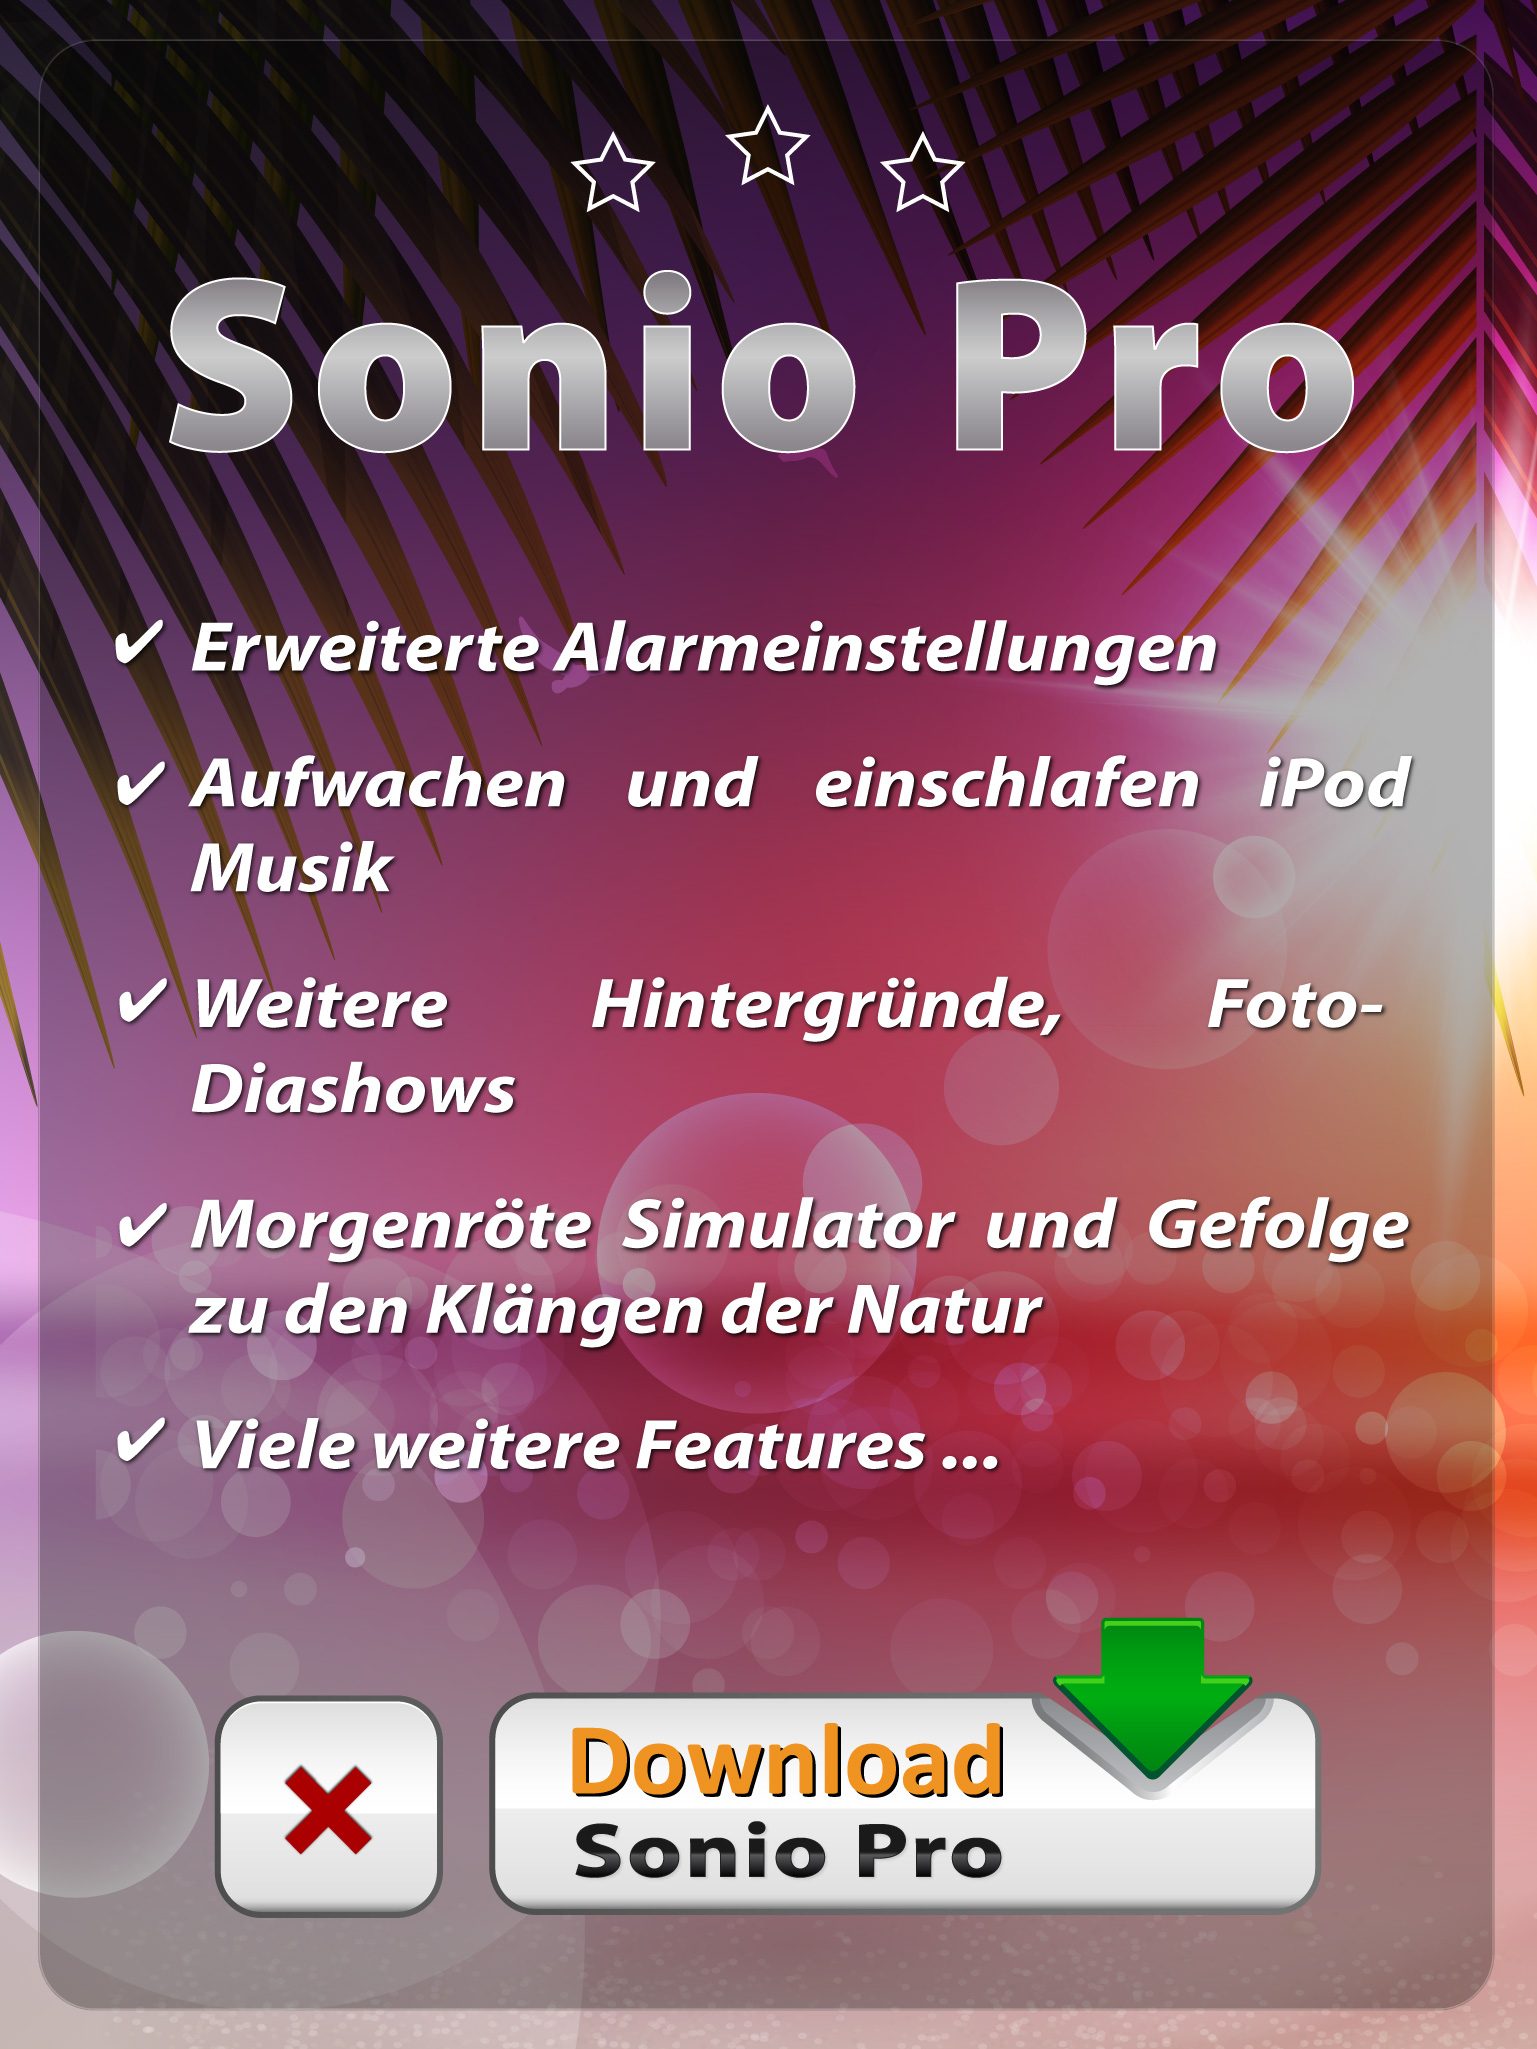 Sonio Pro
✔ Erweiterte Alarmeinstellungen
✔ Aufwachen und einschlafen iPod
Musik
✔ Weitere Hintergründe, Foto-
Diashows
✔ Morgenröte Simulator und Gefolge
zu den Klängen der Natur
✔ Viele weitere Features ...
Download
Sonio Pro